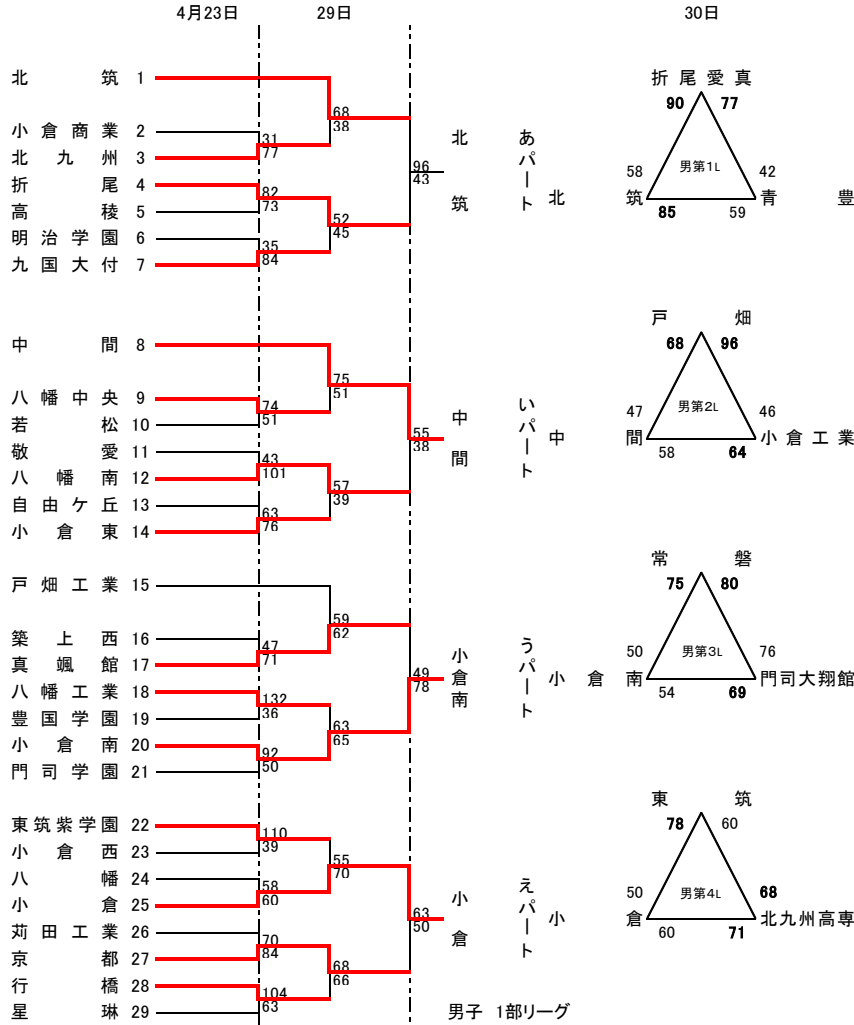 4月23日 29日 30日
北筑 1
小倉商業 2
北九州 3
折尾 4
高稜 5
明治学園 6
九国大付 7
31
77
82
73
35
84
68
38
52
45
96
43
北筑
あパート
折尾愛真
90 77
58 男第1L 42
北筑 青豊
85 59
中間 8
八幡中央 9
若松 10
敬愛 11
八幡南 12
自由ケ丘 13
小倉東 14
74
51
43
101
63
76
75
51
57
39
55
38
中間
いパート
戸畑
68 96
47 男第2L 46
中間 小倉工業
58 64
戸畑工業 15
築上西 16
真颯館 17
八幡工業 18
豊国学園 19
小倉南 20
門司学園 21
47
71
132
36
92
50
59
62
63
65
49
78
小倉南
うパート
常磐
75 80
50 男第3L 76
小倉南 門司大翔館
54 69
東筑紫学園 22
小倉西 23
八幡 24
小倉 25
苅田工業 26
京都 27
行橋 28
星琳 29
110
39
58
60
70
84
104
63
55
70
68
66
63
50
小倉
えパート
東筑
78 60
50 男第4L 68
小倉 北九州高専
60 71
男子 1部リーグ